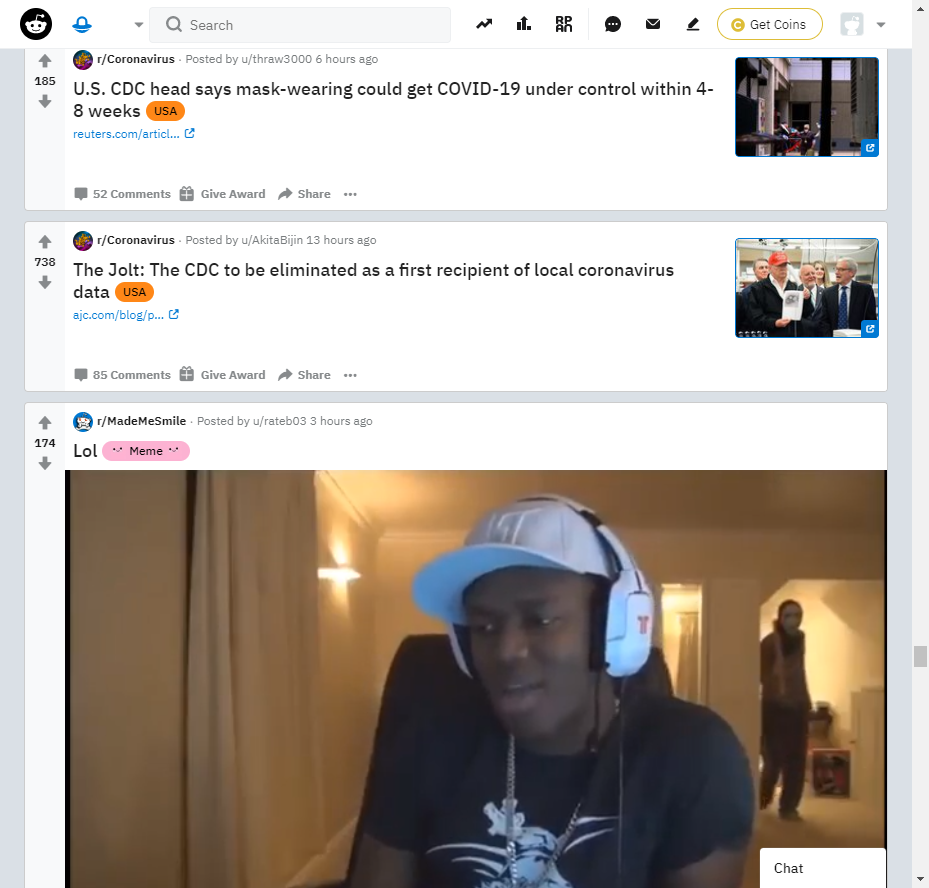 Search
Get Coins
r/Coronavirus · Posted by u/thraw3000 6 hours ago
185
U.S. CDC head says mask-wearing could get COVID-19 under control within 4-
8 weeks USA
reuters.com/articl...
52 Comments Give Award Share
r/Coronavirus · Posted by u/AkitaBijin 13 hours ago
738
The Jolt: The CDC to be eliminated as a first recipient of local coronavirus
data USA
ajc.com/blog/p...
85 Comments Give Award Share
r/MadeMeSmile · Posted by u/rateb03 3 hours ago
174
Lol Meme
Chat